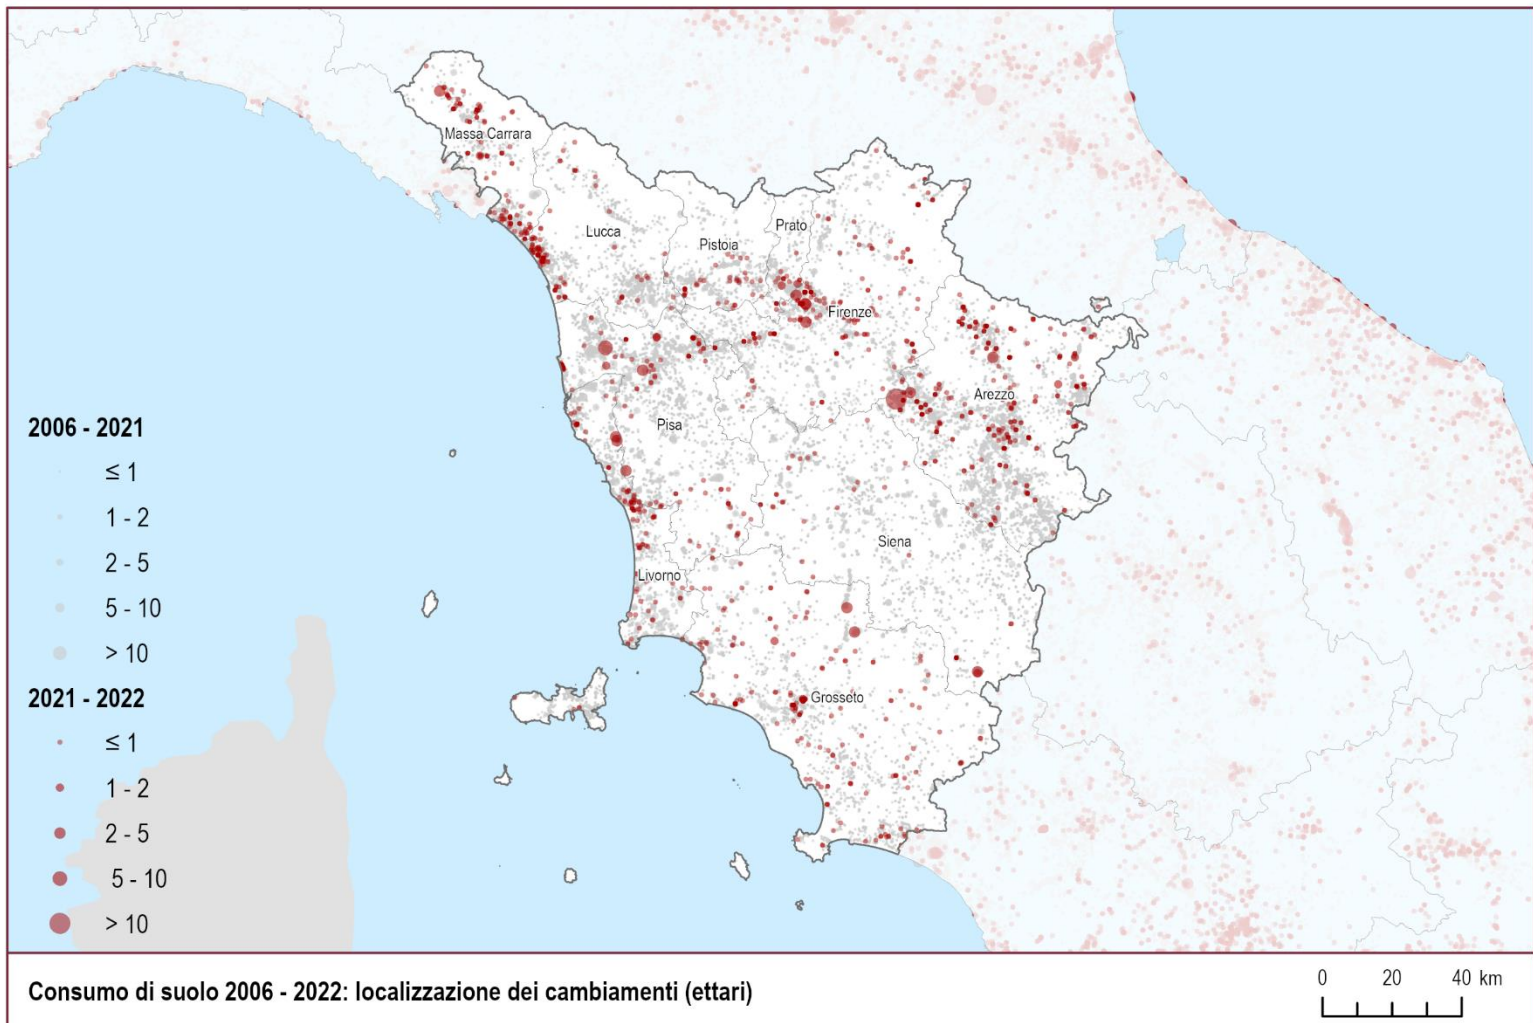 Massa Carrara
Lucca
Pistoia
Prato
Firenze
Arezzo
Pisa
Siena
Livorno
Grosseto
2006 - 2021
≤ 1
1 - 2
2 - 5
5 - 10
> 10
2021 - 2022
≤ 1
1 - 2
2 - 5
5 - 10
> 10
Consumo di suolo 2006 - 2022: localizzazione dei cambiamenti (ettari)
0 20 40 km